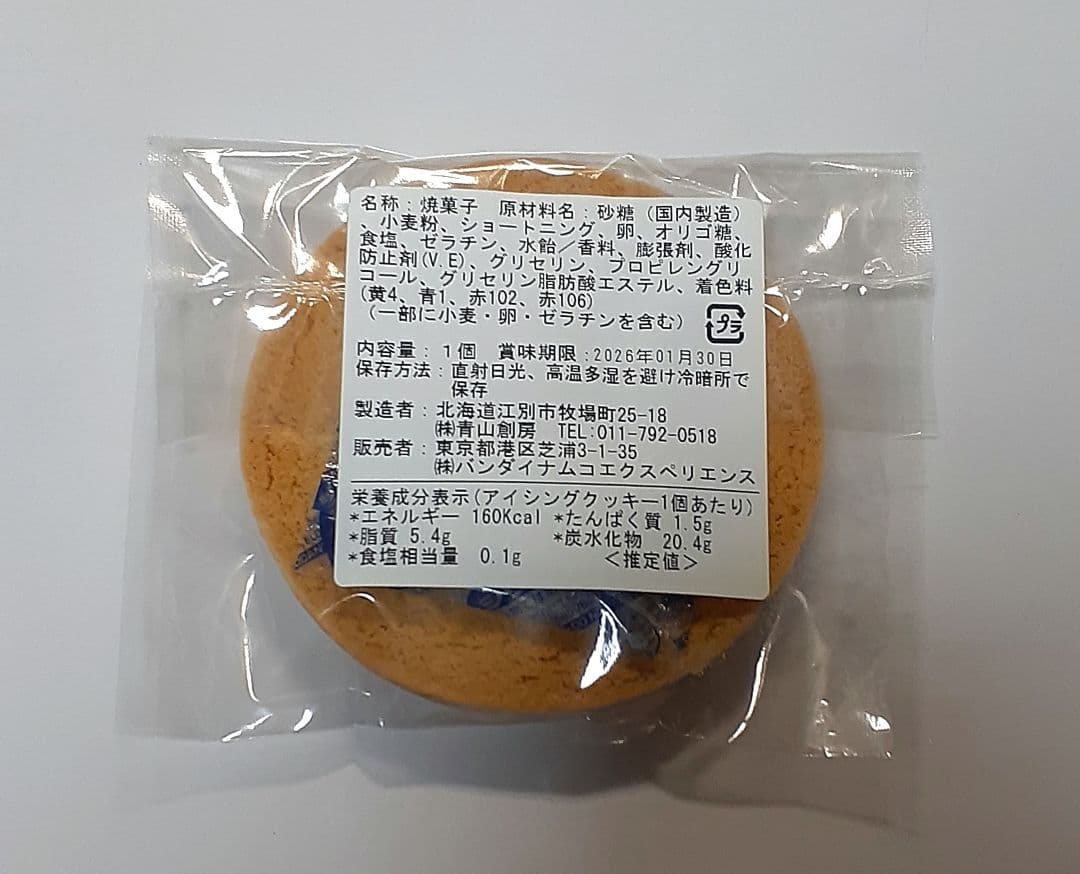 名称：焼菓子　原材料名：砂糖（国内製造）
、小麦粉、ショートニング、卵、オリゴ糖、
食塩、ゼラチン、水飴／香料、膨張剤、酸化
防止剤(V.E)、グリセリン、プロピレングリ
コール、グリセリン脂肪酸エステル、着色料
(黄4、青1、赤102、赤106)
（一部に小麦・卵・ゼラチンを含む）
プラ
内容量：１個　賞味期限：2026年01月30日
保存方法：直射日光、高温多湿を避け冷暗所で
保存
製造者：北海道江別市牧場町25-18
㈱青山創房　TEL:011-792-0518
販売者：東京都港区芝浦3-1-35
㈱バンダイナムコエクスペリエンス
栄養成分表示(アイシングクッキー1個あたり)
*エネルギー 160Kcal *たんぱく質 1.5g
*脂質 5.4g　*炭水化物 20.4g
*食塩相当量　0.1g　＜推定値＞